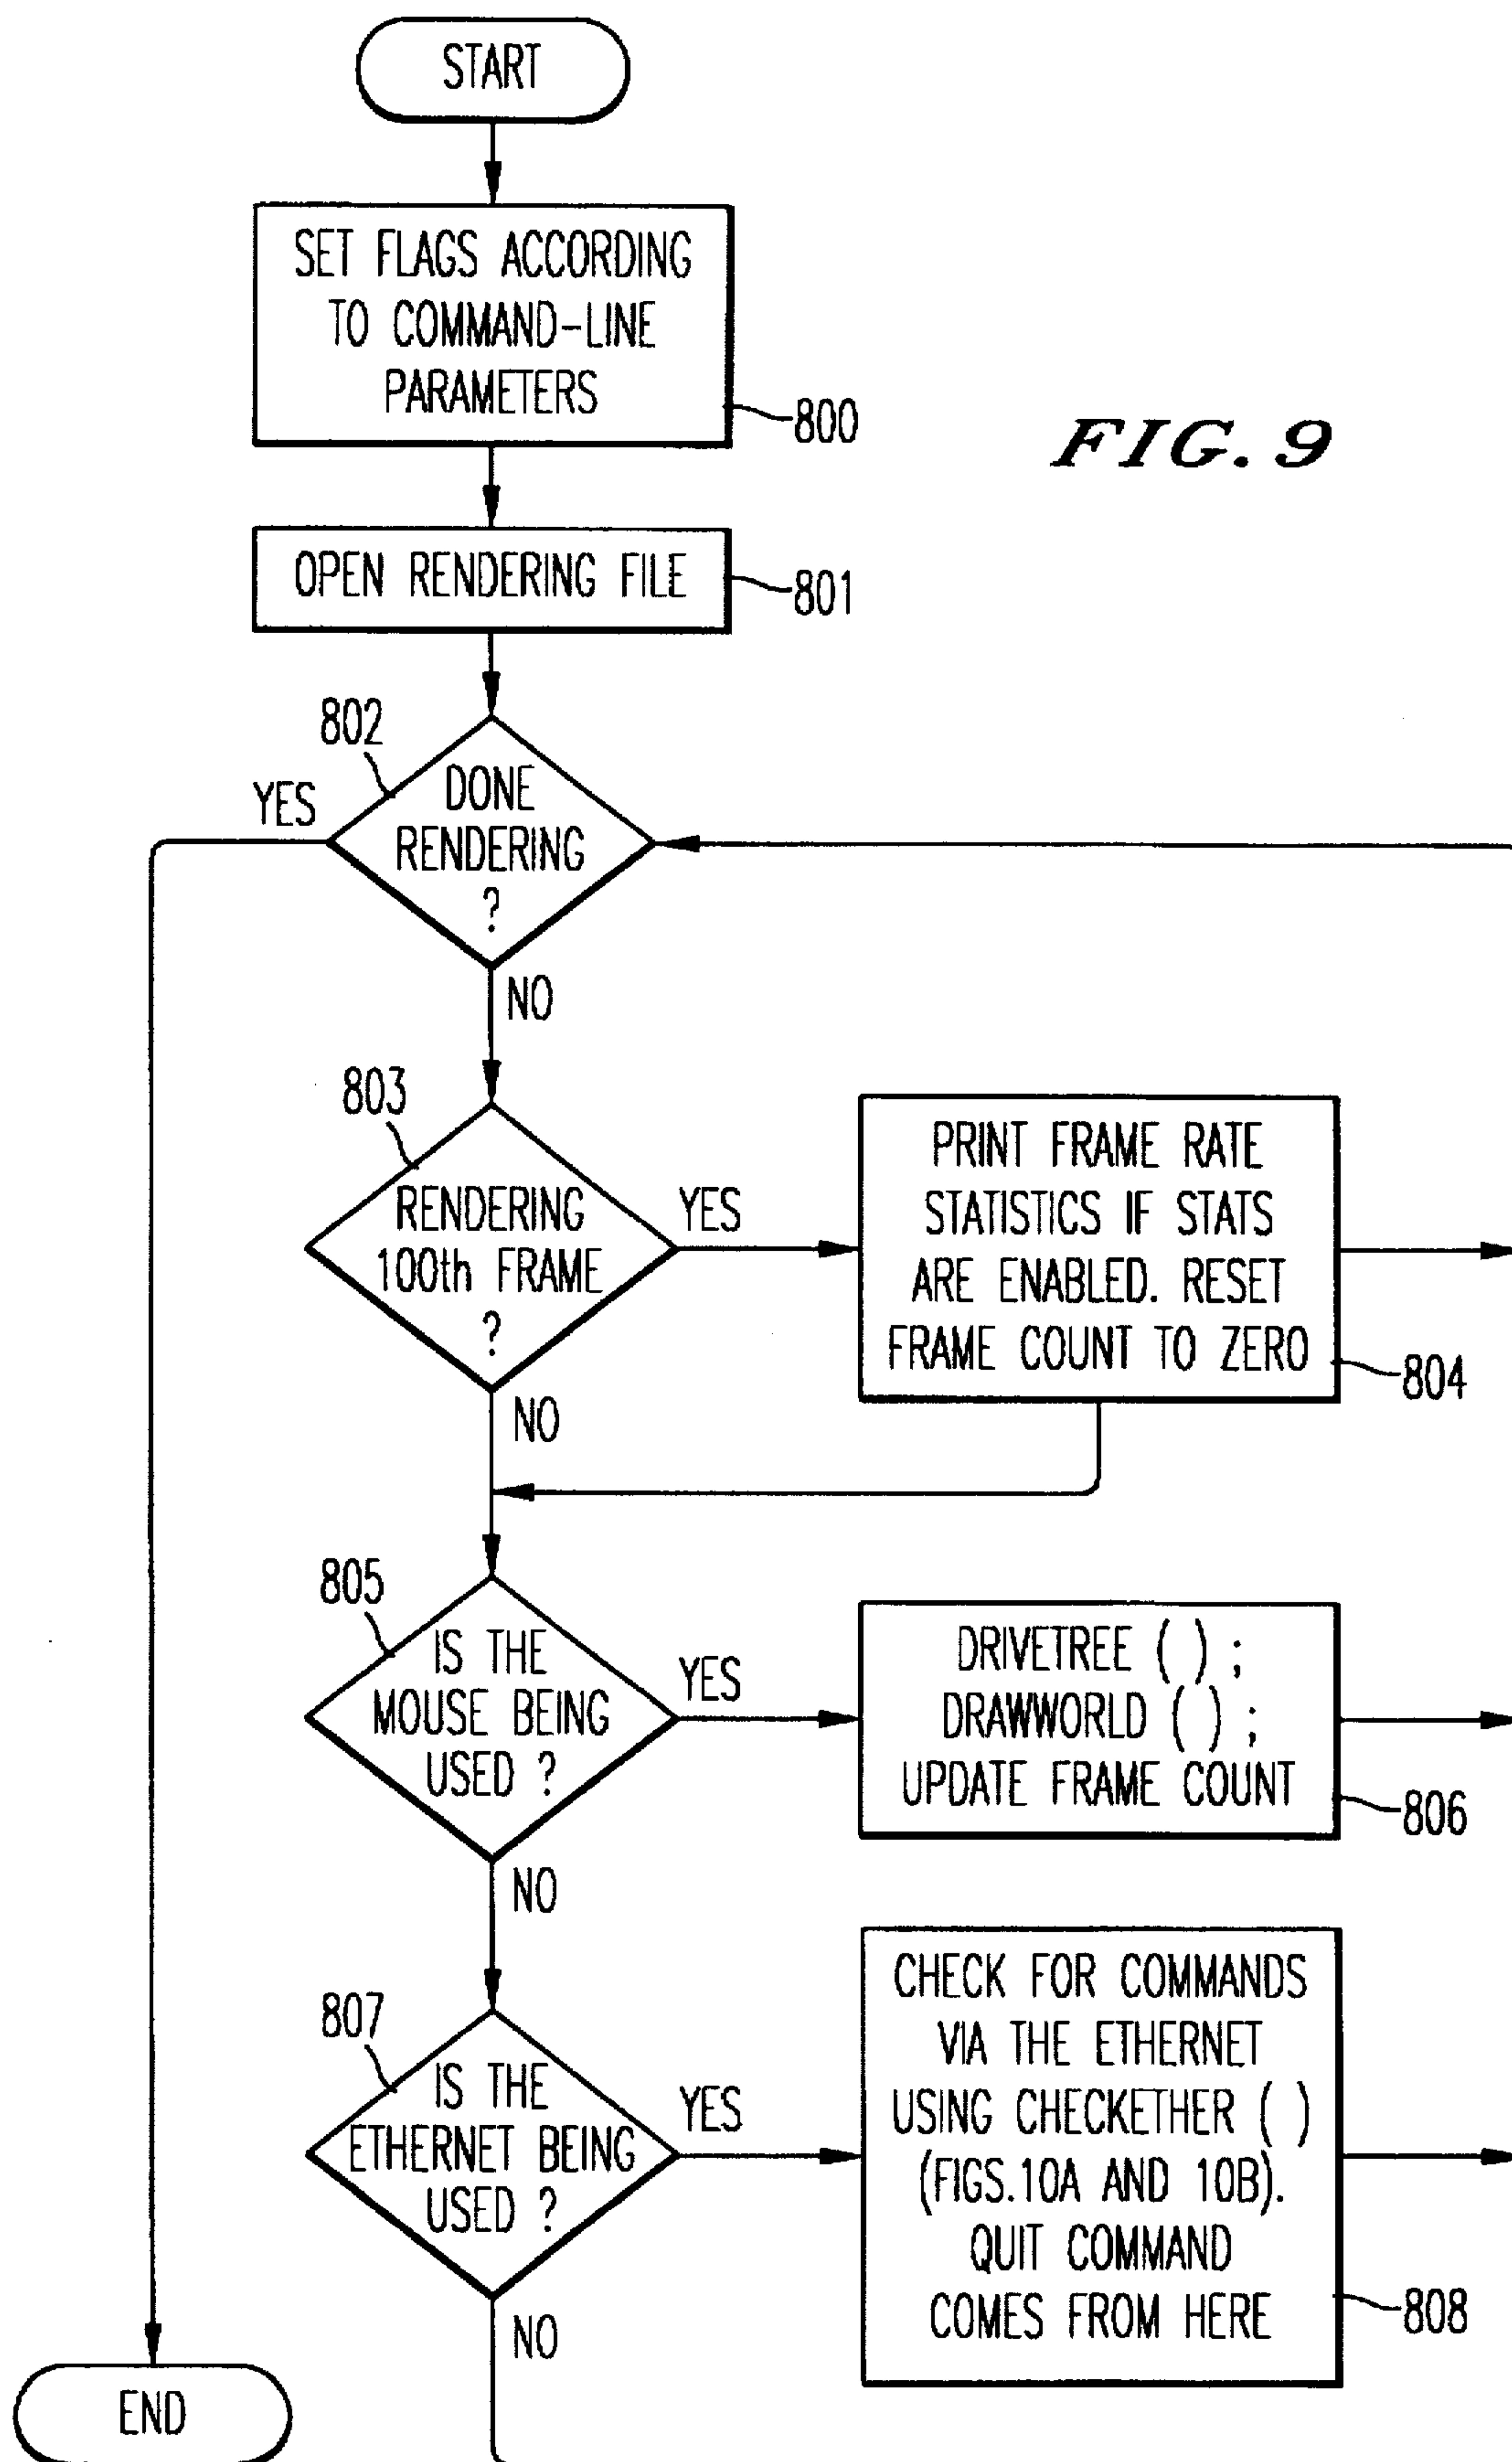 START
SET FLAGS ACCORDING
TO COMMAND-LINE
PARAMETERS
800
FIG. 9
OPEN RENDERING FILE
801
802
DONE
RENDERING
?
YES
NO
803
RENDERING
100th FRAME
?
YES
NO
PRINT FRAME RATE
STATISTICS IF STATS
ARE ENABLED. RESET
FRAME COUNT TO ZERO
804
805
IS THE
MOUSE BEING
USED ?
YES
NO
DRIVETREE ( ) ;
DRAWWORLD ( ) ;
UPDATE FRAME COUNT
806
807
IS THE
ETHERNET BEING
USED ?
YES
NO
CHECK FOR COMMANDS
VIA THE ETHERNET
USING CHECKETHER ( )
(FIGS.10A AND 10B).
QUIT COMMAND
COMES FROM HERE
808
END